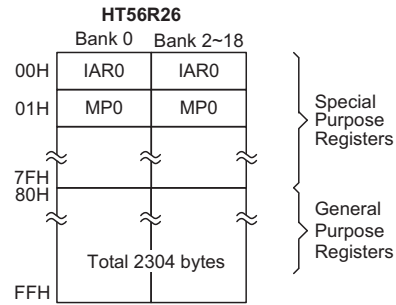 HT56R26
Bank 0 Bank 2~18
00H IAR0 IAR0
01H MP0 MP0
Special
Purpose
Registers
7FH
80H
General
Purpose
Registers
Total 2304 bytes
FFH